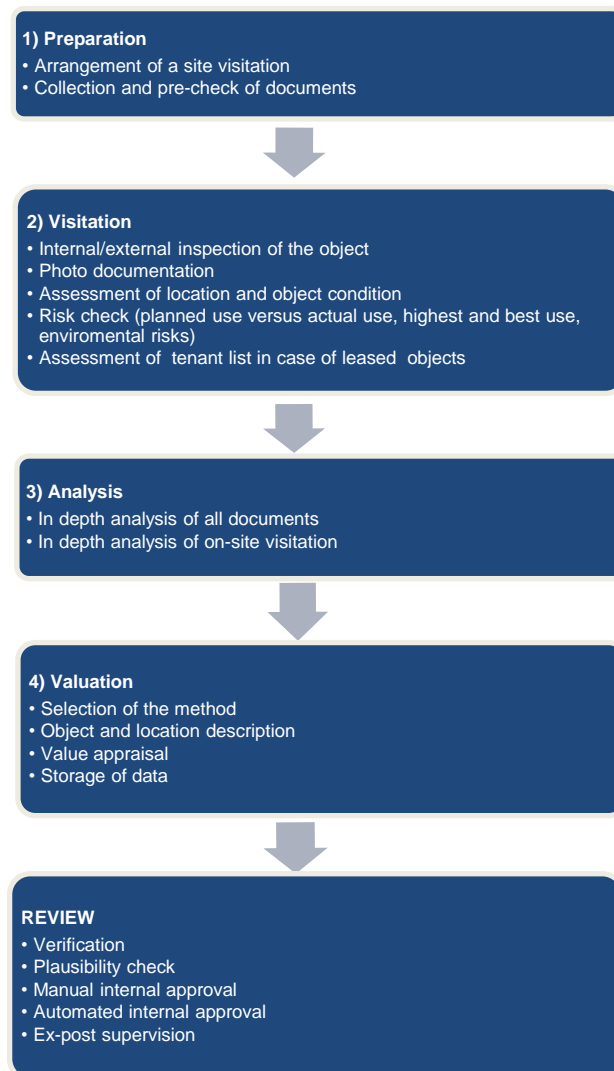 1) Preparation
• Arrangement of a site visitation
• Collection and pre-check of documents
2) Visitation
• Internal/external inspection of the object
• Photo documentation
• Assessment of location and object condition
• Risk check (planned use versus actual use, highest and best use,
enviromental risks)
• Assessment of tenant list in case of leased objects
3) Analysis
• In depth analysis of all documents
• In depth analysis of on-site visitation
4) Valuation
• Selection of the method
• Object and location description
• Value appraisal
• Storage of data
REVIEW
• Verification
• Plausibility check
• Manual internal approval
• Automated internal approval
• Ex-post supervision